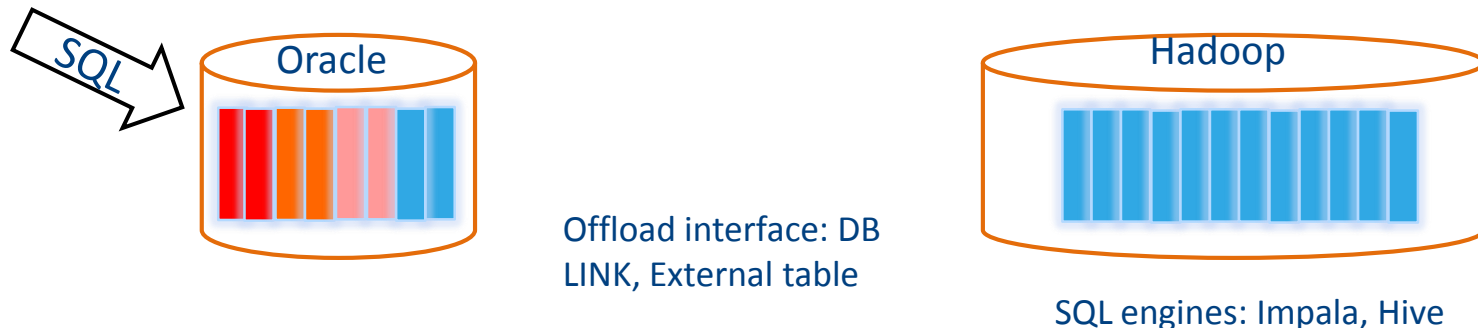 SQL
Oracle
Hadoop
Offload interface: DB
LINK, External table
SQL engines: Impala, Hive